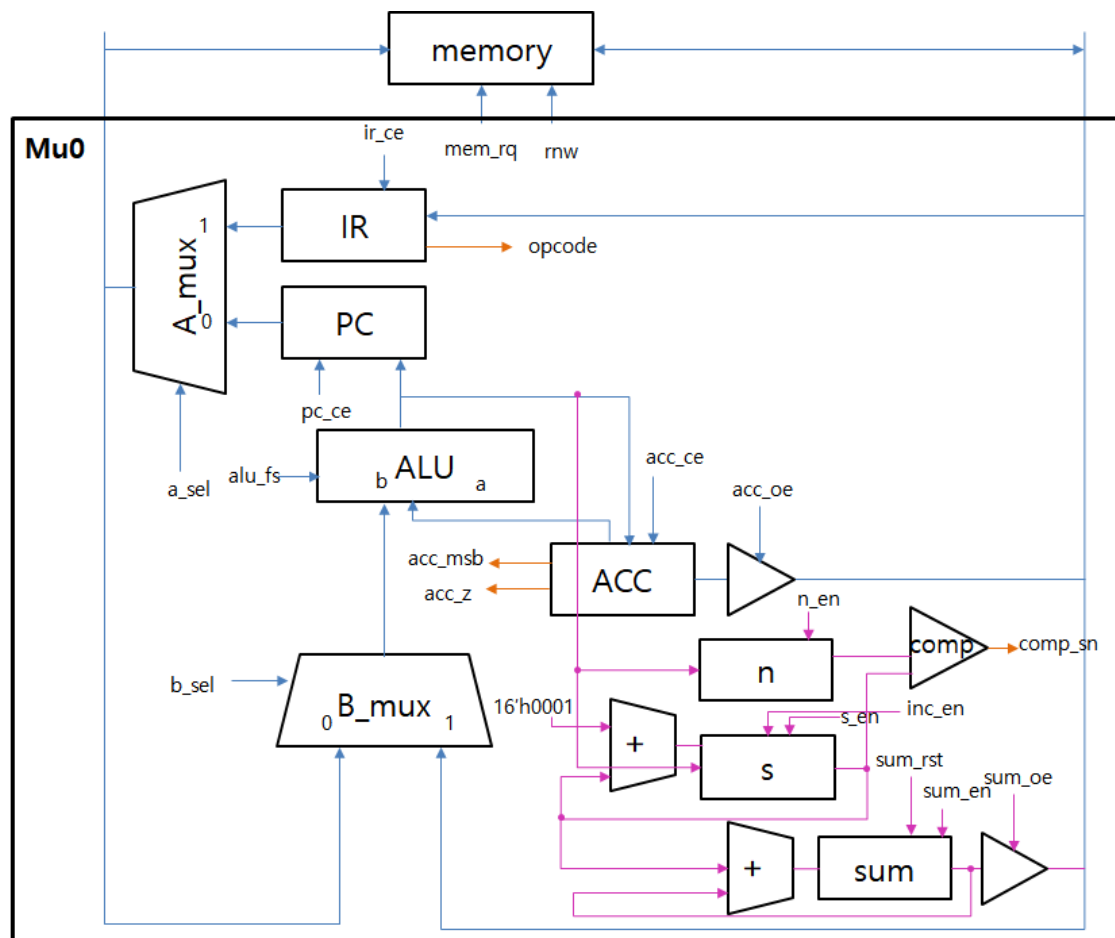 memory
Mu0
ir_ce
mem_rq
rnw
IR
1
opcode
A_mux
0
PC
pc_ce
a_sel
alu_fs
ALU
b
a
acc_ce
acc_oe
acc_msb
acc_z
ACC
n_en
comp
comp_sn
n
b_sel
B_mux
0
1
16'h0001
inc_en
s_en
+
s
sum_rst
sum_en
sum_oe
+
sum